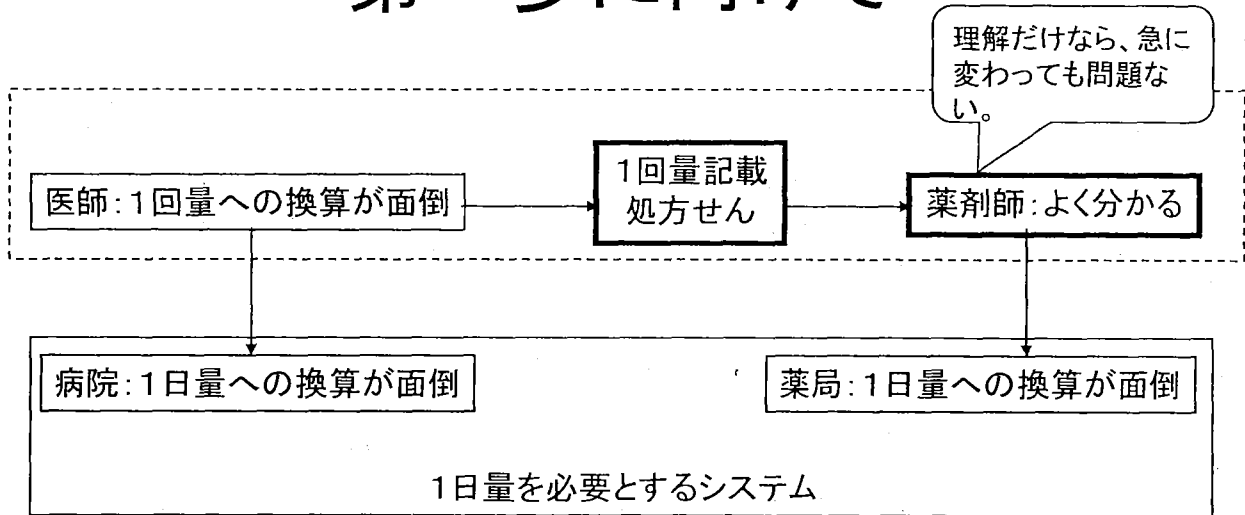 理解だけなら、急に
変わっても問題な
い。
医師:1回量への換算が面倒
1回量記載
処方せん
薬剤師:よく分かる
病院:1日量への換算が面倒
薬局:1日量への換算が面倒
1日量を必要とするシステム